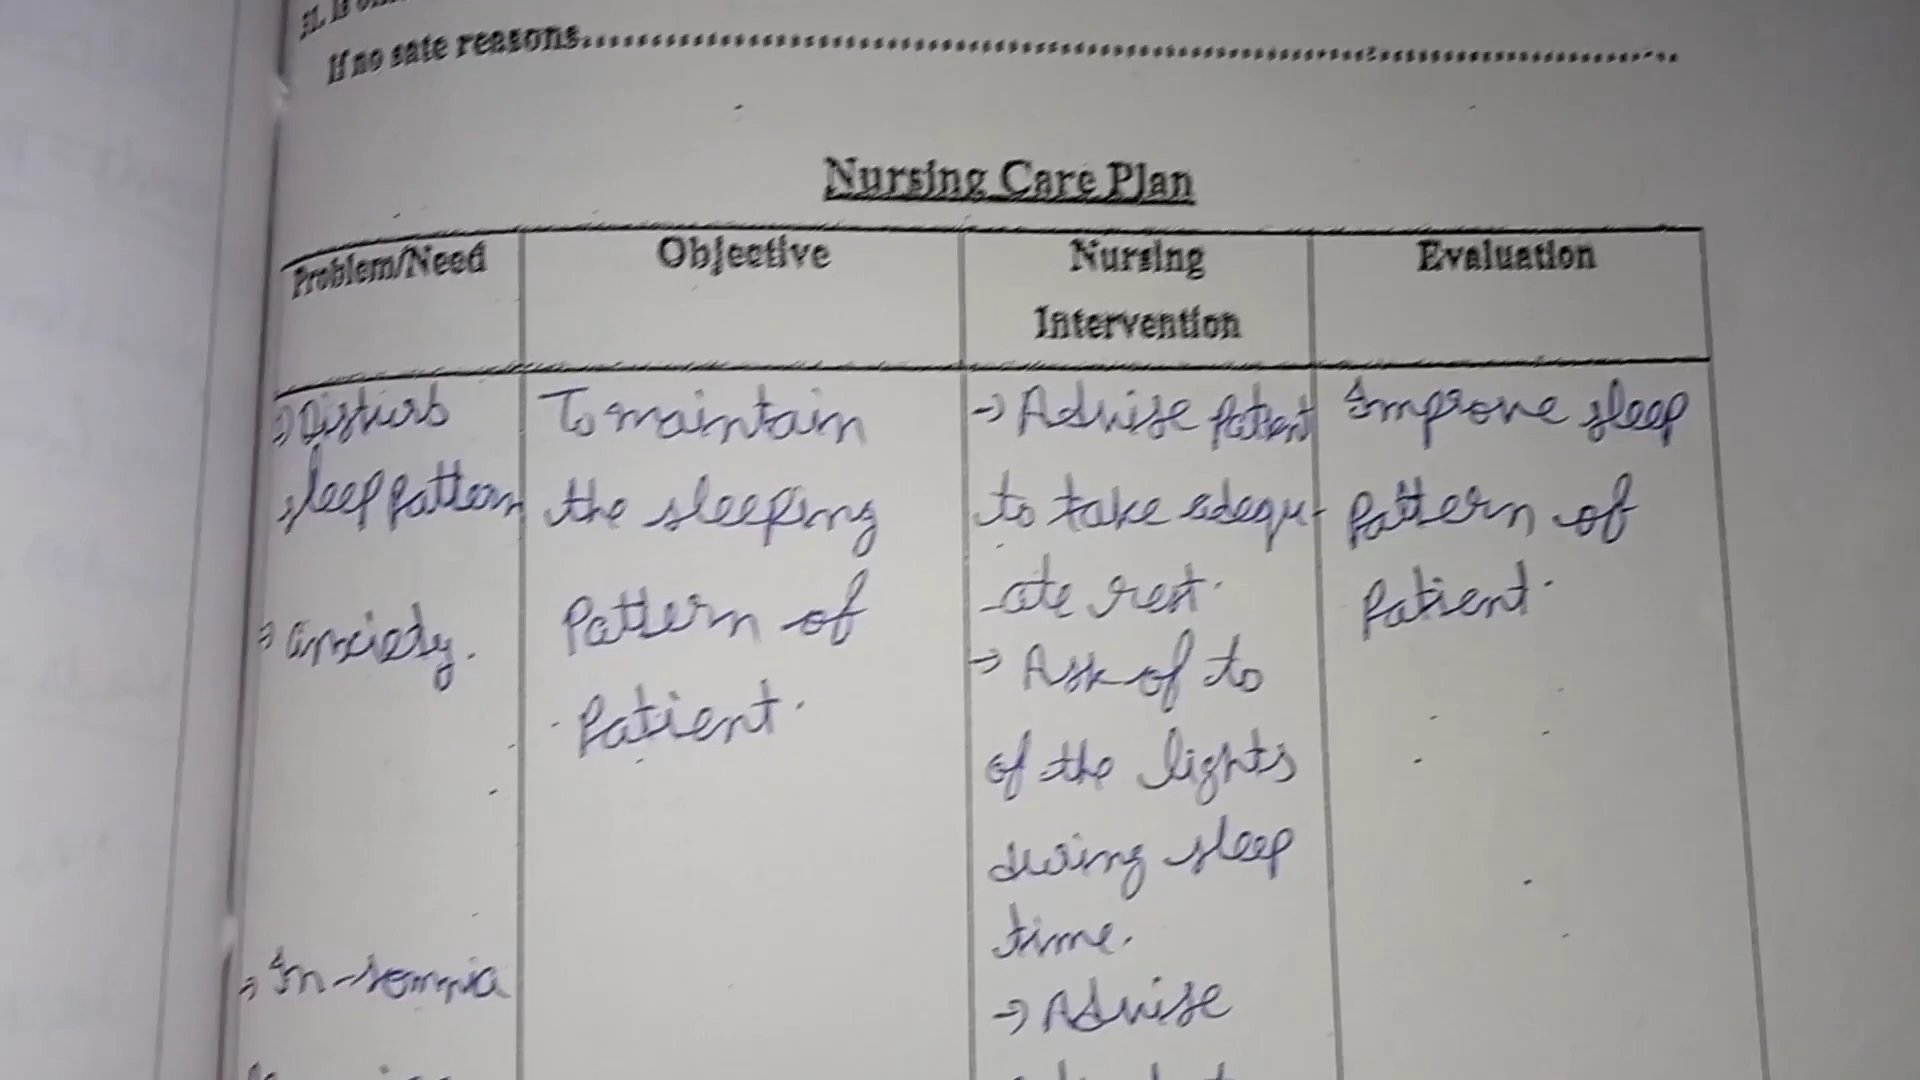 If no sate reasons
Nursing Care Plan
Problem/Need
Objective
Nursing
Intervention
Evaluation
→ Disturb
sleep pattern
→ anxiety.
→ In-somnia
To maintain
the sleeping
Pattern of
Patient.
→ Advise patient
to take adequ-
-ate rest.
→ Ask of to
of the lights
during sleep
time.
→ Advise
Improve sleep
Pattern of
Patient.